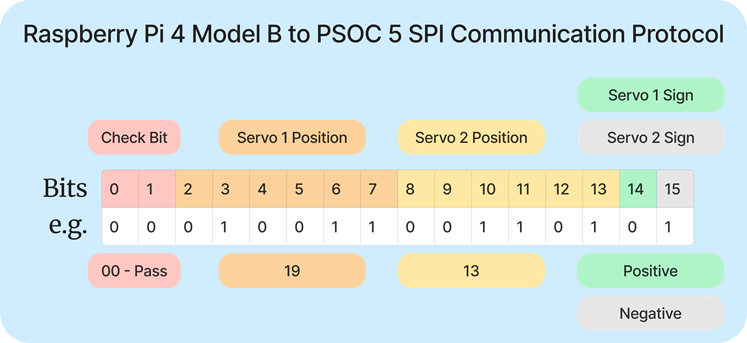 Raspberry Pi 4 Model B to PSOC 5 SPI Communication Protocol
Servo 1 Sign
Check Bit Servo 1 Position Servo 2 Position Servo 2 Sign
Bits 0 1 2 3 4 5 6 7 8 9 10 11 12 13 14 15
e.g. 0 0 0 1 0 0 1 1 0 0 1 1 0 1 0 1
00 - Pass 19 13 Positive
Negative